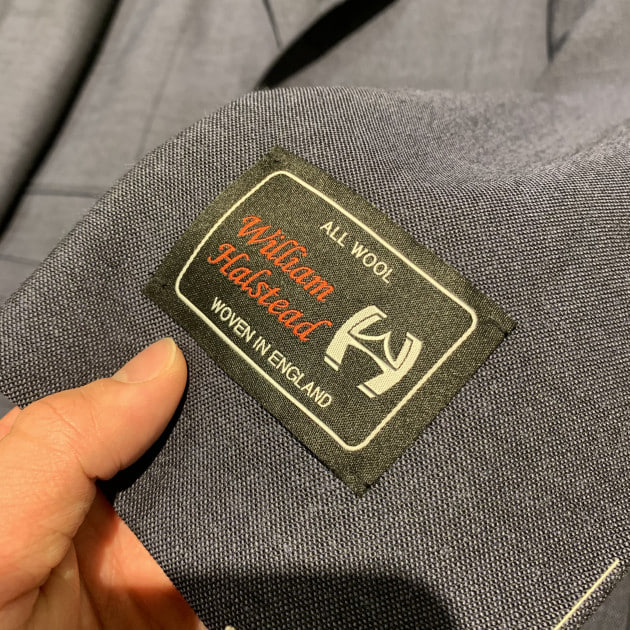 ALL WOOL
William
Halstead
WOVEN IN ENGLAND